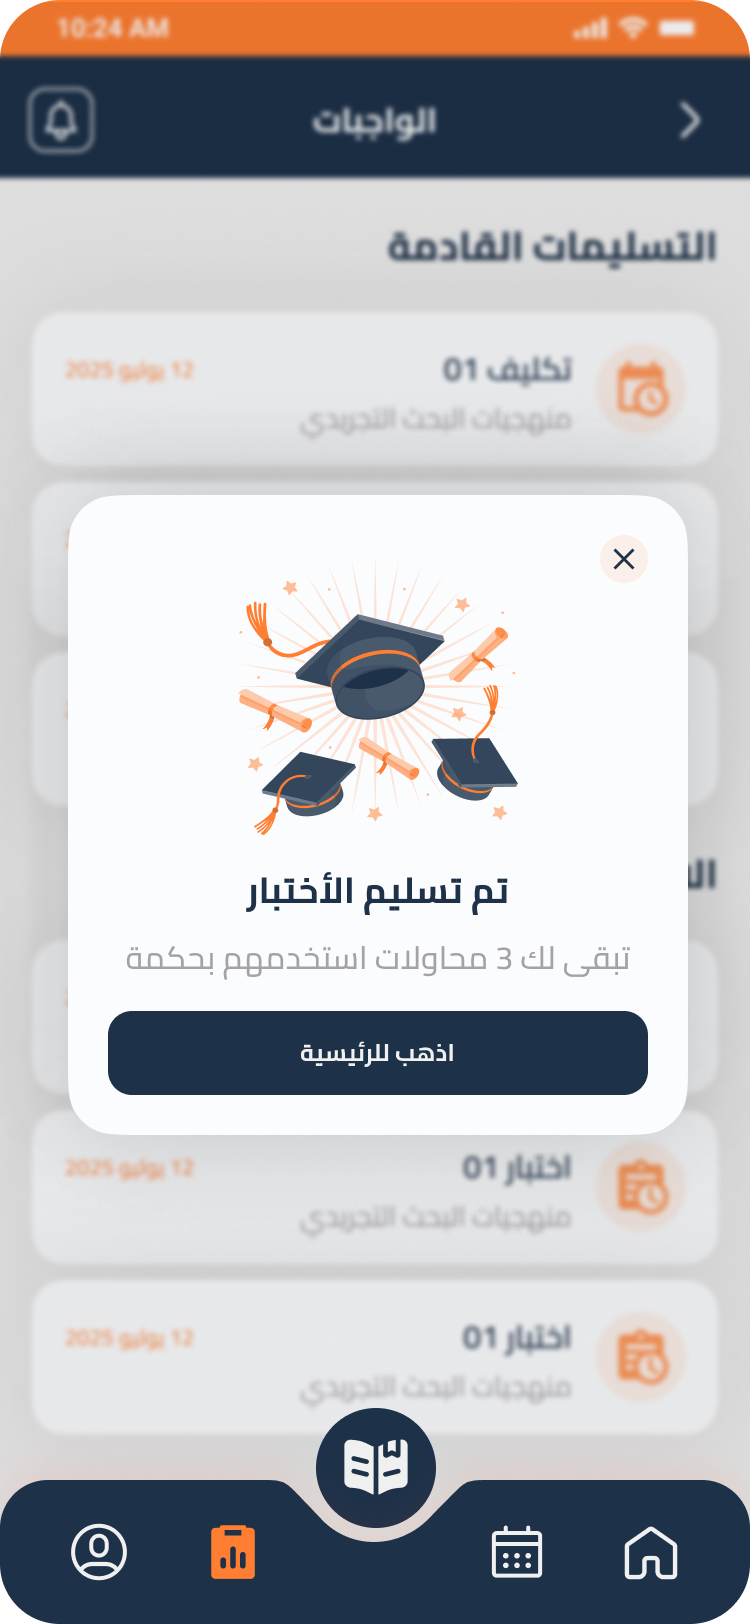 10:24 AM
الواجبات
التسليمات القادمة
تكليف 01
12 يوليو 2025
منهجيات البحث التجريدي
تم تسليم الأختبار
تبقى لك 3 محاولات استخدمهم بحكمة
اذهب للرئيسية
اختبار 01
12 يوليو 2025
منهجيات البحث التجريدي
اختبار 01
12 يوليو 2025
منهجيات البحث التجريدي